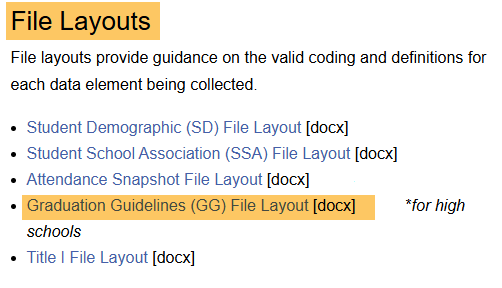 File Layouts
File layouts provide guidance on the valid coding and definitions for
each data element being collected.
Student Demographic (SD) File Layout [docx]
Student School Association (SSA) File Layout [docx]
Attendance Snapshot File Layout [docx]
Graduation Guidelines (GG) File Layout [docx] *for high
schools
Title I File Layout [docx]